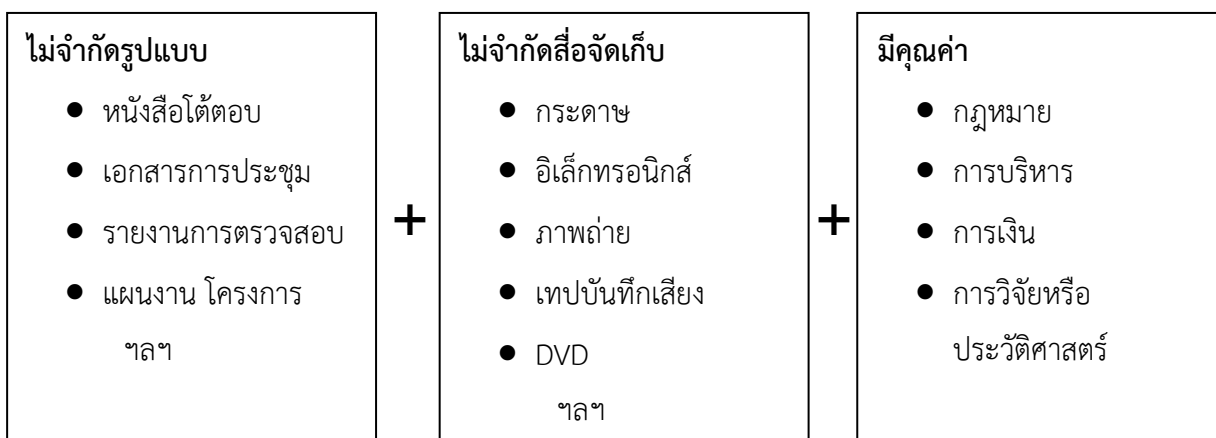 ไม่จำกัดรูปแบบ
● หนังสือโต้ตอบ
● เอกสารการประชุม
● รายงานการตรวจสอบ
● แผนงาน โครงการ
ฯลฯ
+
ไม่จำกัดสื่อจัดเก็บ
● กระดาษ
● อิเล็กทรอนิกส์
● ภาพถ่าย
● เทปบันทึกเสียง
● DVD
ฯลฯ
+
มีคุณค่า
● กฎหมาย
● การบริหาร
● การเงิน
● การวิจัยหรือ
ประวัติศาสตร์